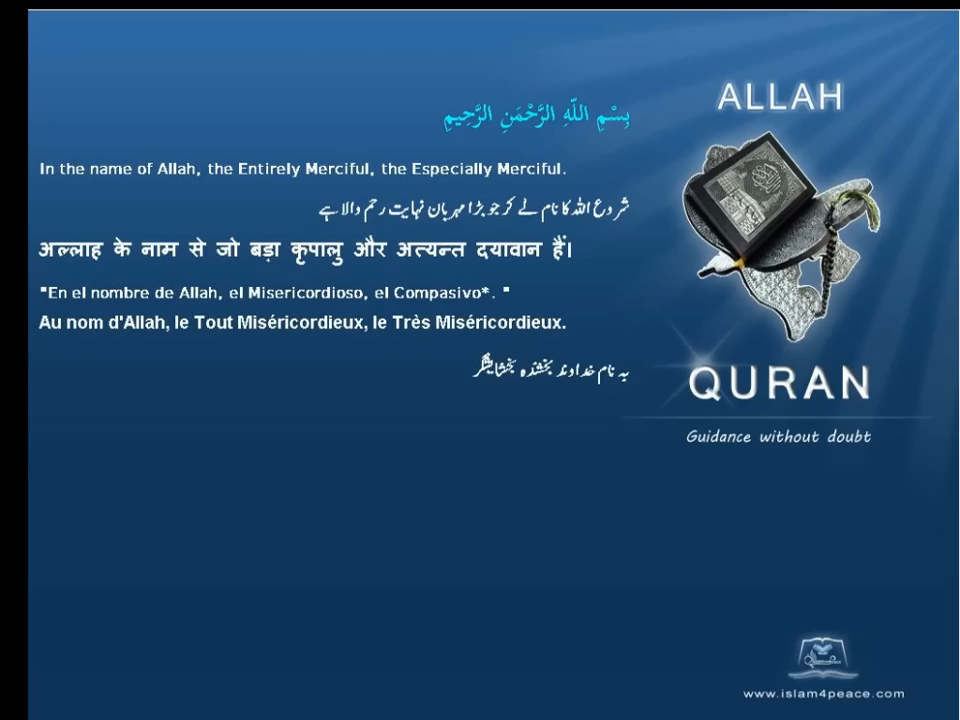 بِسْمِ اللَّهِ الرَّحْمَنِ الرَّحِيمِ
In the name of Allah, the Entirely Merciful, the Especially Merciful.
شروع الله کا نام لے کر جو بڑا مہربان نہایت رحم والا ہے
अल्लाह के नाम से जो बड़ा कृपालु और अत्यन्त दयावान हैं।
"En el nombre de Allah, el Misericordioso, el Compasivo*. "
Au nom d'Allah, le Tout Miséricordieux, le Très Miséricordieux.
به نام خداوند بخشنده بخشایشگر
ALLAH
QURAN
Guidance without doubt
www.islam4peace.com